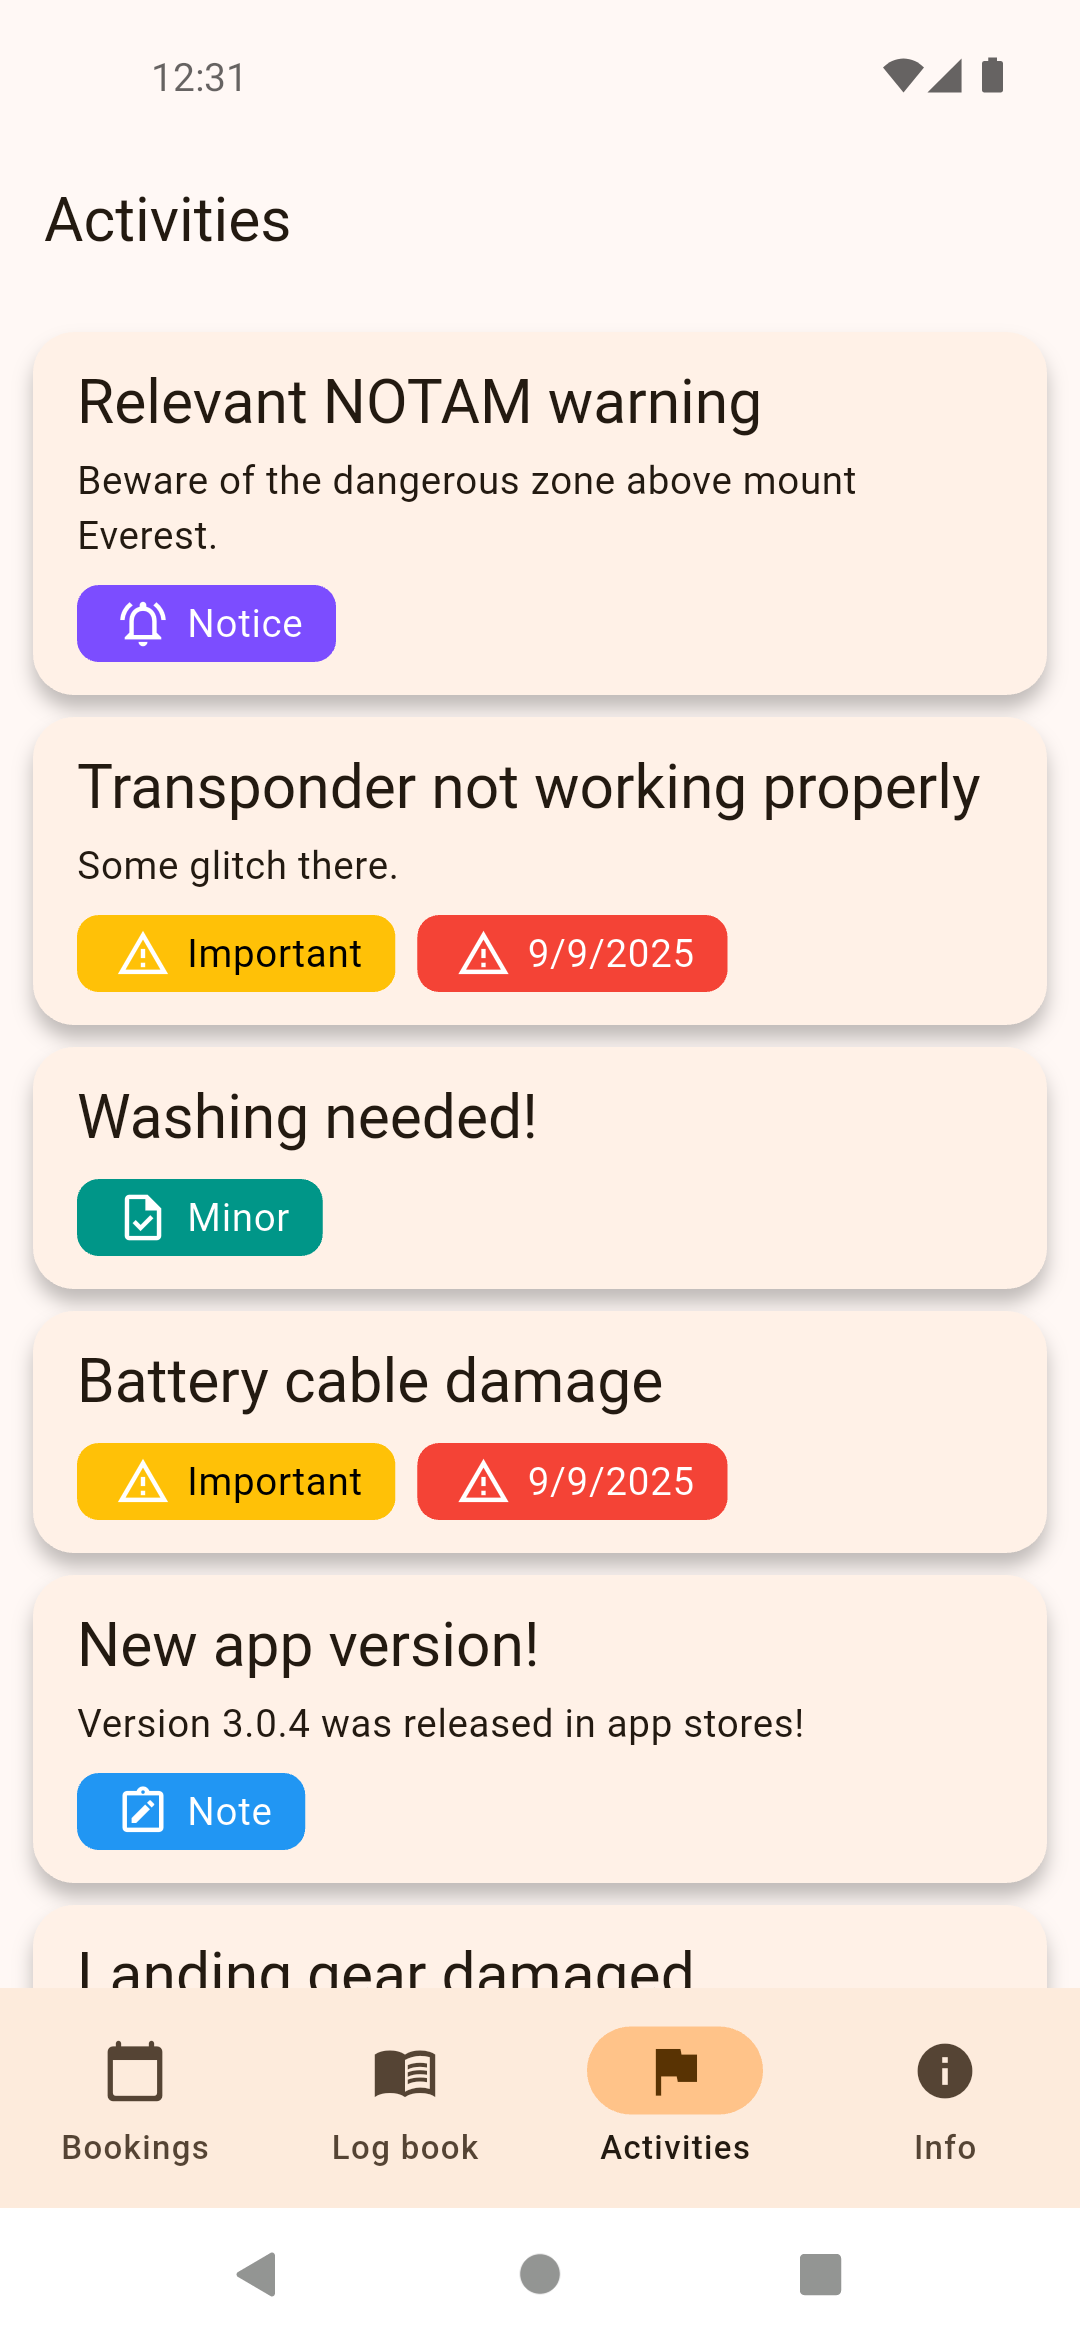 12:31
Activities
Relevant NOTAM warning
Beware of the dangerous zone above mount
Everest.
Notice
Transponder not working properly
Some glitch there.
Important 9/9/2025
Washing needed!
Minor
Battery cable damage
Important 9/9/2025
New app version!
Version 3.0.4 was released in app stores!
Note
Landing gear damaged
Bookings Log book Activities Info